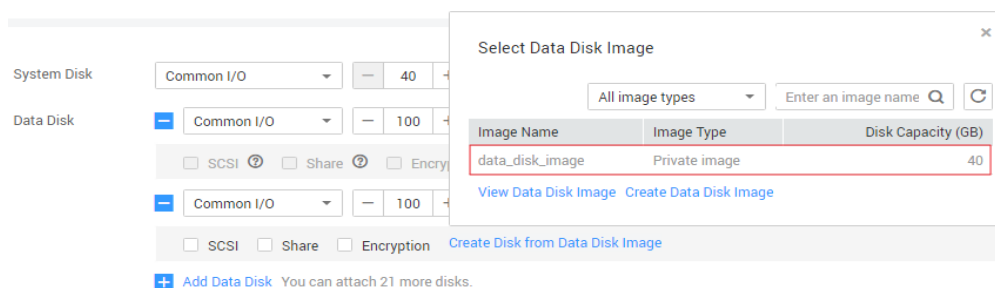 Select Data Disk Image
System Disk Common I/O 40
All image types Enter an image name
Data Disk Common I/O 100
Image Name Image Type Disk Capacity (GB)
SCSI Share
data_disk_image Private image 40
Common I/O 100
View Data Disk Image Create Data Disk Image
SCSI Share Encryption Create Disk from Data Disk Image
Add Data Disk You can attach 21 more disks.